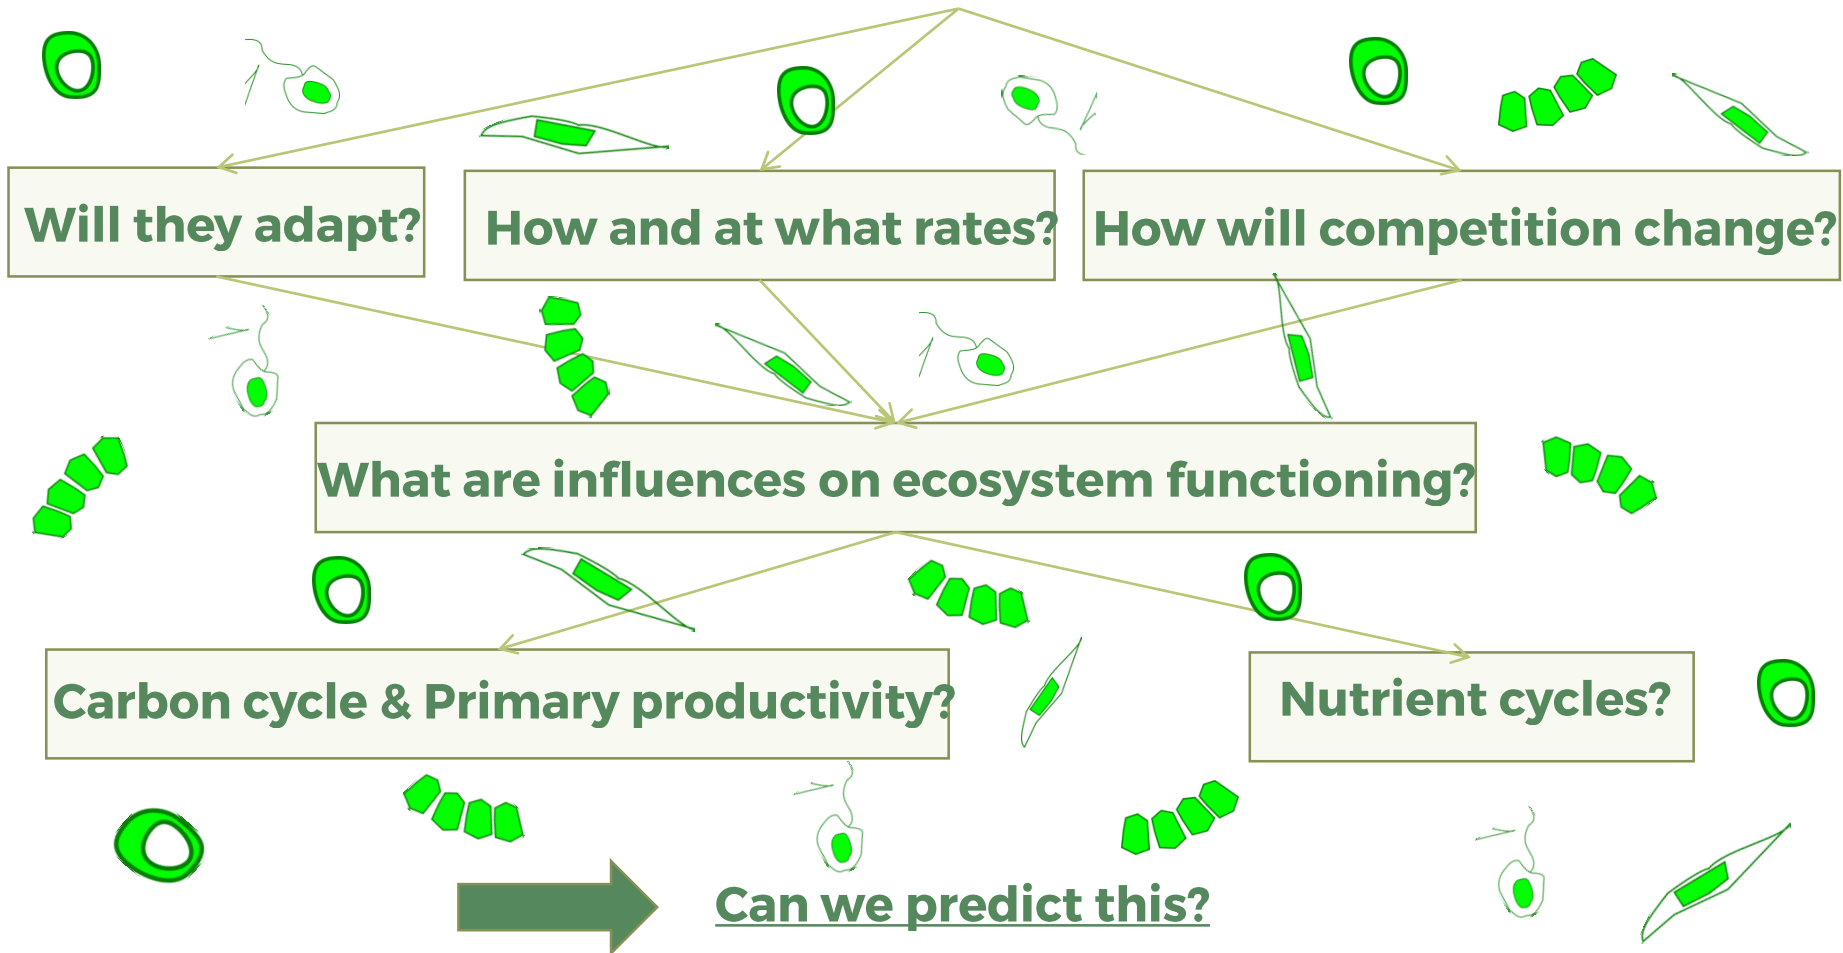 Will they adapt?
How and at what rates?
How will competition change?
What are influences on ecosystem functioning?
Carbon cycle & Primary productivity?
Nutrient cycles?
Can we predict this?